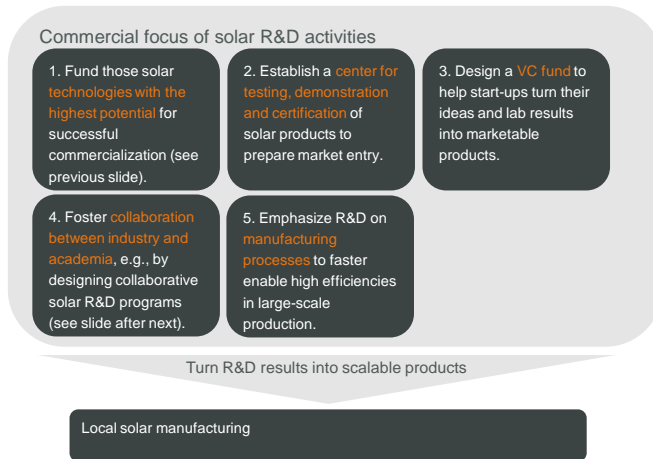 Commercial focus of solar R&D activities
1. Fund those solar
technologies with the
highest potential for
successful
commercialization (see
previous slide).
2. Establish a center for
testing, demonstration
and certification of
solar products to
prepare market entry.
3. Design a VC fund to
help start-ups turn their
ideas and lab results
into marketable
products.
4. Foster collaboration
between industry and
academia, e.g., by
designing collaborative
solar R&D programs
(see slide after next).
5. Emphasize R&D on
manufacturing
processes to faster
enable high efficiencies
in large-scale
production.
Turn R&D results into scalable products
Local solar manufacturing